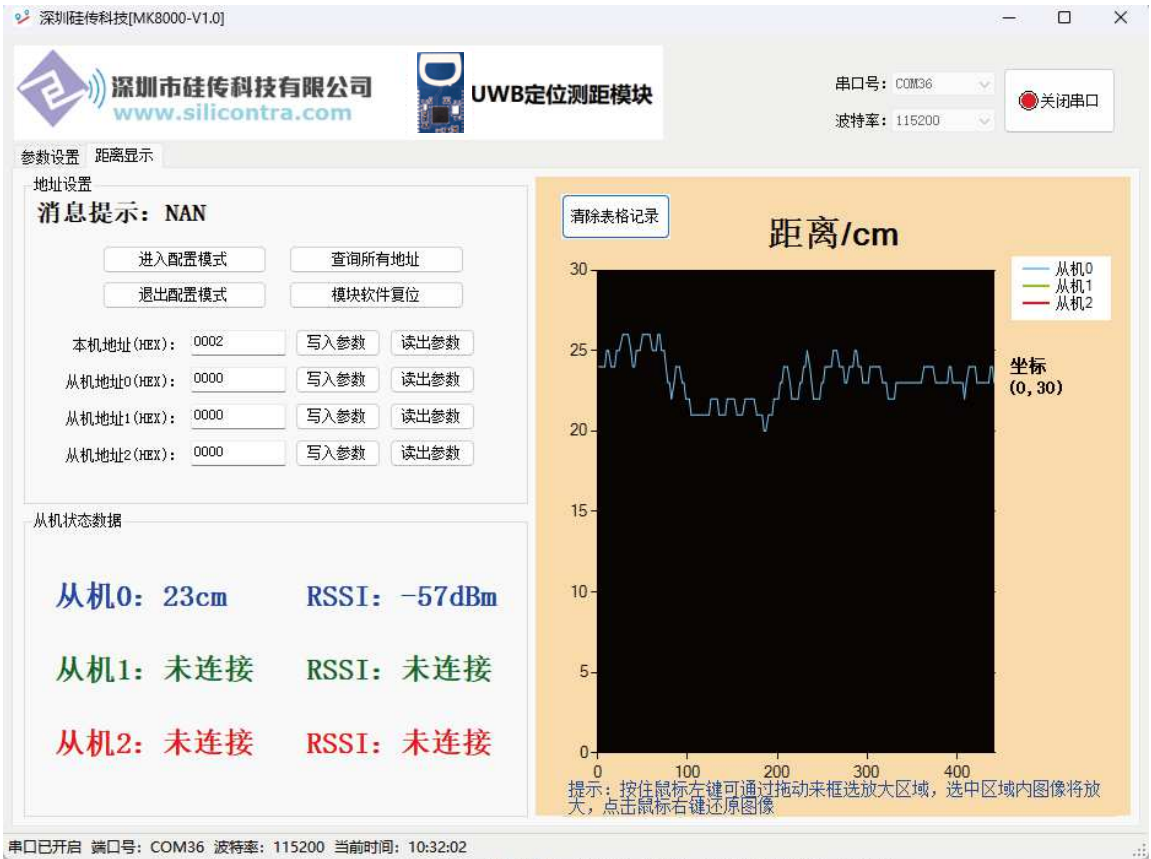 深圳硅传科技[MK8000-V1.0]
深圳市硅传科技有限公司
www.silicontra.com
UWB定位测距模块
串口号: COM36
波特率: 115200
关闭串口
参数设置 距离显示
地址设置
消息提示: NAN
进入配置模式 查询所有地址
退出配置模式 模块软件复位
本机地址(HEX): 0002 写入参数 读出参数
从机地址0(HEX): 0000 写入参数 读出参数
从机地址1(HEX): 0000 写入参数 读出参数
从机地址2(HEX): 0000 写入参数 读出参数
从机状态数据
从机0: 23cm RSSI: -57dBm
从机1: 未连接 RSSI: 未连接
从机2: 未连接 RSSI: 未连接
清除表格记录
距离/cm
从机0
从机1
从机2
坐标
(0,30)
30
25
20
15
10
5
0
0 100 200 300 400
提示: 按住鼠标左键可通过拖动来框选放大区域, 选中区域内图像将放
大, 点击鼠标右键还原图像
串口已开启 端口号: COM36 波特率: 115200 当前时间: 10:32:02